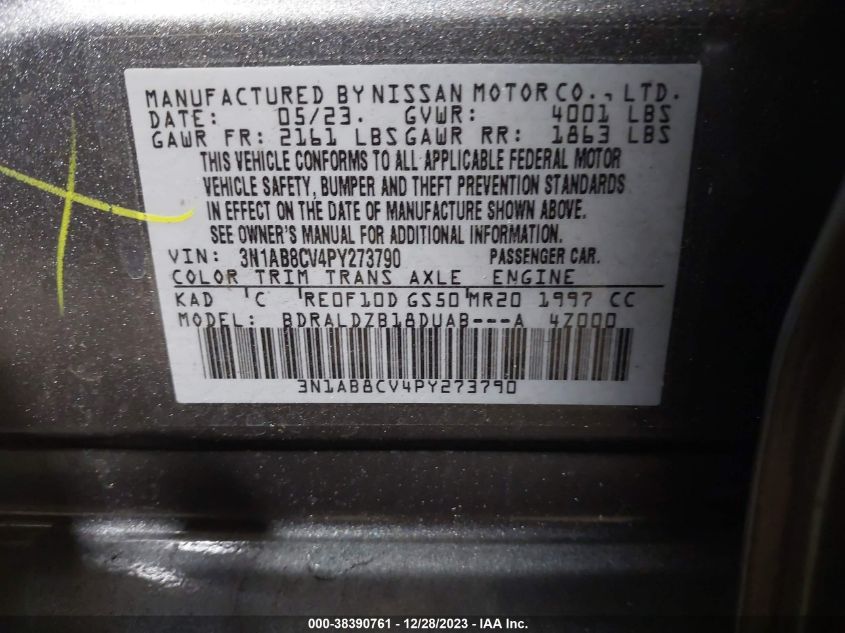 MANUFACTURED BY NISSAN MOTOR CO., LTD.
DATE: 05/23. GVWR: 4001 LBS
GAWR FR: 2161 LBS GAWR RR: 1863 LBS
THIS VEHICLE CONFORMS TO ALL APPLICABLE FEDERAL MOTOR
VEHICLE SAFETY, BUMPER AND THEFT PREVENTION STANDARDS
IN EFFECT ON THE DATE OF MANUFACTURE SHOWN ABOVE.
SEE OWNER'S MANUAL FOR ADDITIONAL INFORMATION.
VIN: 3N1AB8CV4PY273790 PASSENGER CAR.
COLOR TRIM TRANS AXLE ENGINE
KAD C RE0F10D GS50 MR20 1997 CC
MODEL: BDRALDZB18DUAB---A 4Z000
3N1AB8CV4PY273790
000-38390761 - 12/28/2023 - IAA Inc.